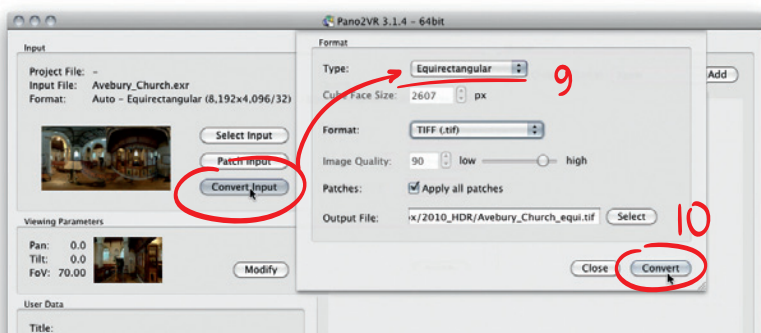 Pano2VR 3.1.4 – 64bit
Input
Project File: –
Input File: Avebury_Church.exr
Format: Auto – Equirectangular (8,192x4,096/32)
Select Input
Patch Input
Convert Input
Viewing Parameters
Pan: 0.0
Tilt: 0.0
FoV: 70.00
Modify
User Data
Title:
Format
Type: Equirectangular
9
Cube Face Size: 2607 px
Format: TIFF (.tif)
Image Quality: 90 low high
Patches: Apply all patches
Output File: x/2010_HDR/Avebury_Church_equi.tif Select
10
Close Convert
Add